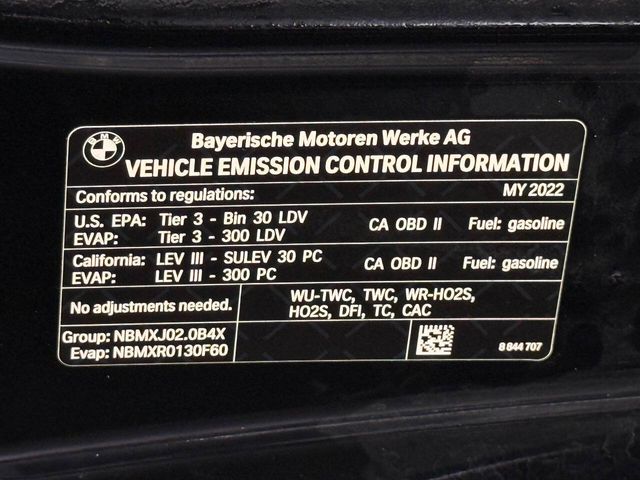 BMW
Bayerische Motoren Werke AG
VEHICLE EMISSION CONTROL INFORMATION
Conforms to regulations: MY 2022
U.S. EPA: Tier 3 - Bin 30 LDV CA OBD II Fuel: gasoline
EVAP: Tier 3 - 300 LDV
California: LEV III - SULEV 30 PC CA OBD II Fuel: gasoline
EVAP: LEV III - 300 PC
No adjustments needed. WU-TWC, TWC, WR-HO2S,
HO2S, DFI, TC, CAC
Group: NBMXJ02.0B4X
Evap: NBMXR0130F60 8 844 707